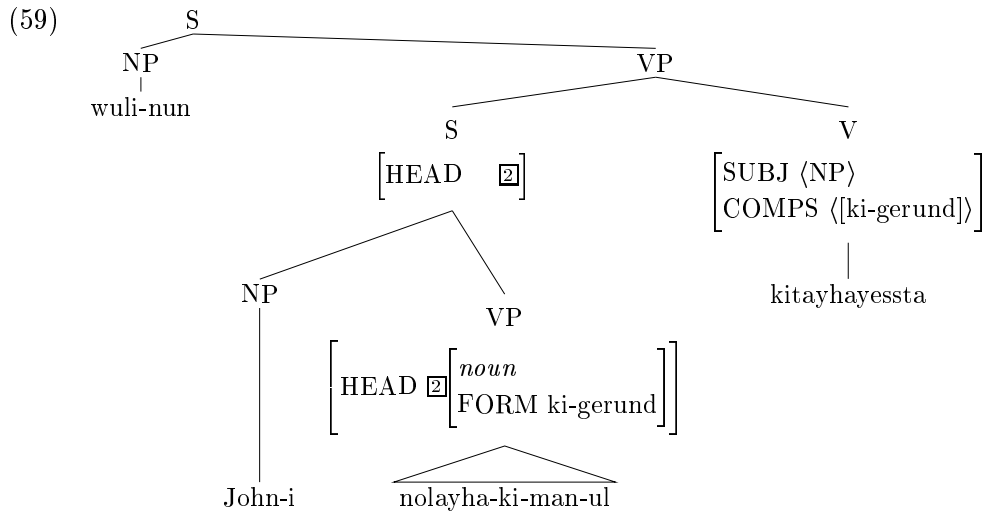 (59) S
NP VP
wuli-nun
S V
[HEAD 2] [SUBJ ⟨NP⟩
COMPS ⟨[ki-gerund]⟩]
NP kitayhayessta
VP
[HEAD 2[noun
FORM ki-gerund]]
John-i nolayha-ki-man-ul